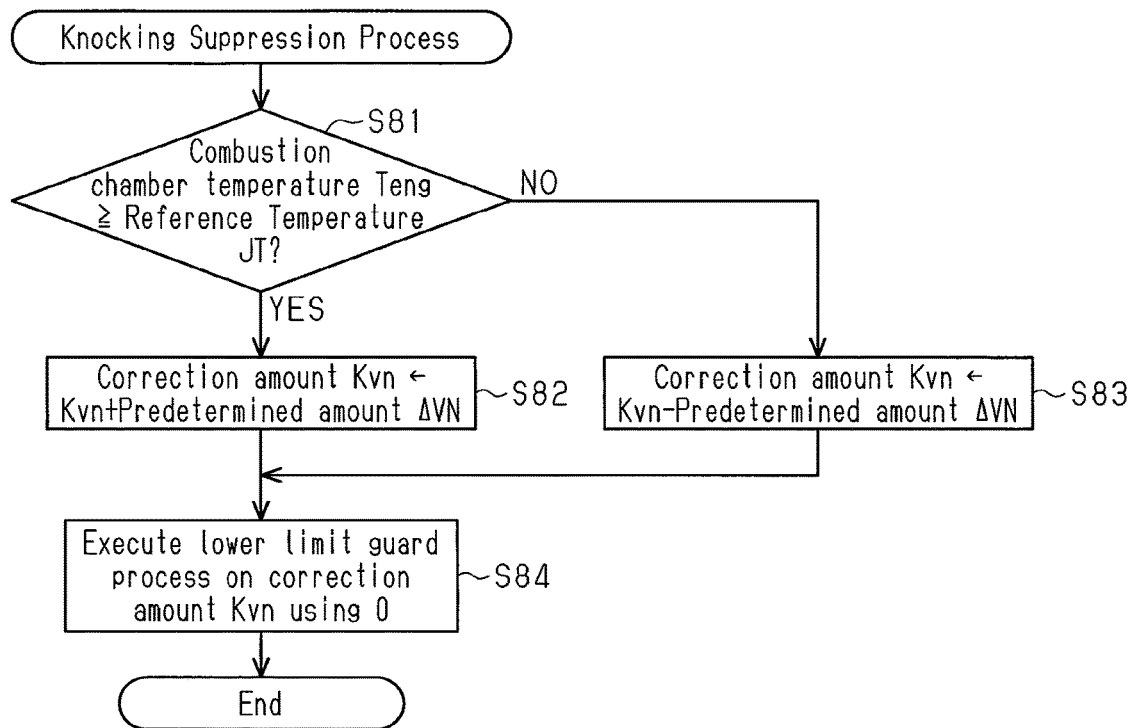 Knocking Suppression Process
S81
Combustion
chamber temperature Teng
≧ Reference Temperature
JT?
NO
YES
Correction amount Kvn ←
Kvn+Predetermined amount ΔVN
S82
Correction amount Kvn ←
Kvn-Predetermined amount ΔVN
S83
Execute lower limit guard
process on correction
amount Kvn using 0
S84
End